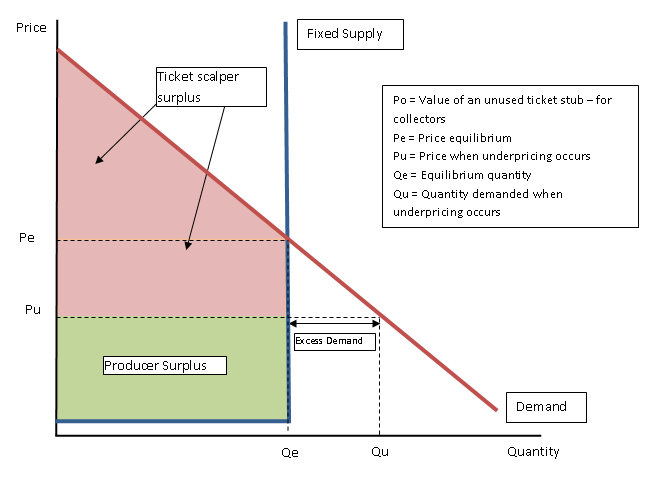 Price
Fixed Supply
Ticket scalper
surplus
Po = Value of an unused ticket stub – for
collectors
Pe = Price equilibrium
Pu = Price when underpricing occurs
Qe = Equilibrium quantity
Qu = Quantity demanded when
underpricing occurs
Pe
Pu
Excess Demand
Producer Surplus
Demand
Qe
Qu
Quantity